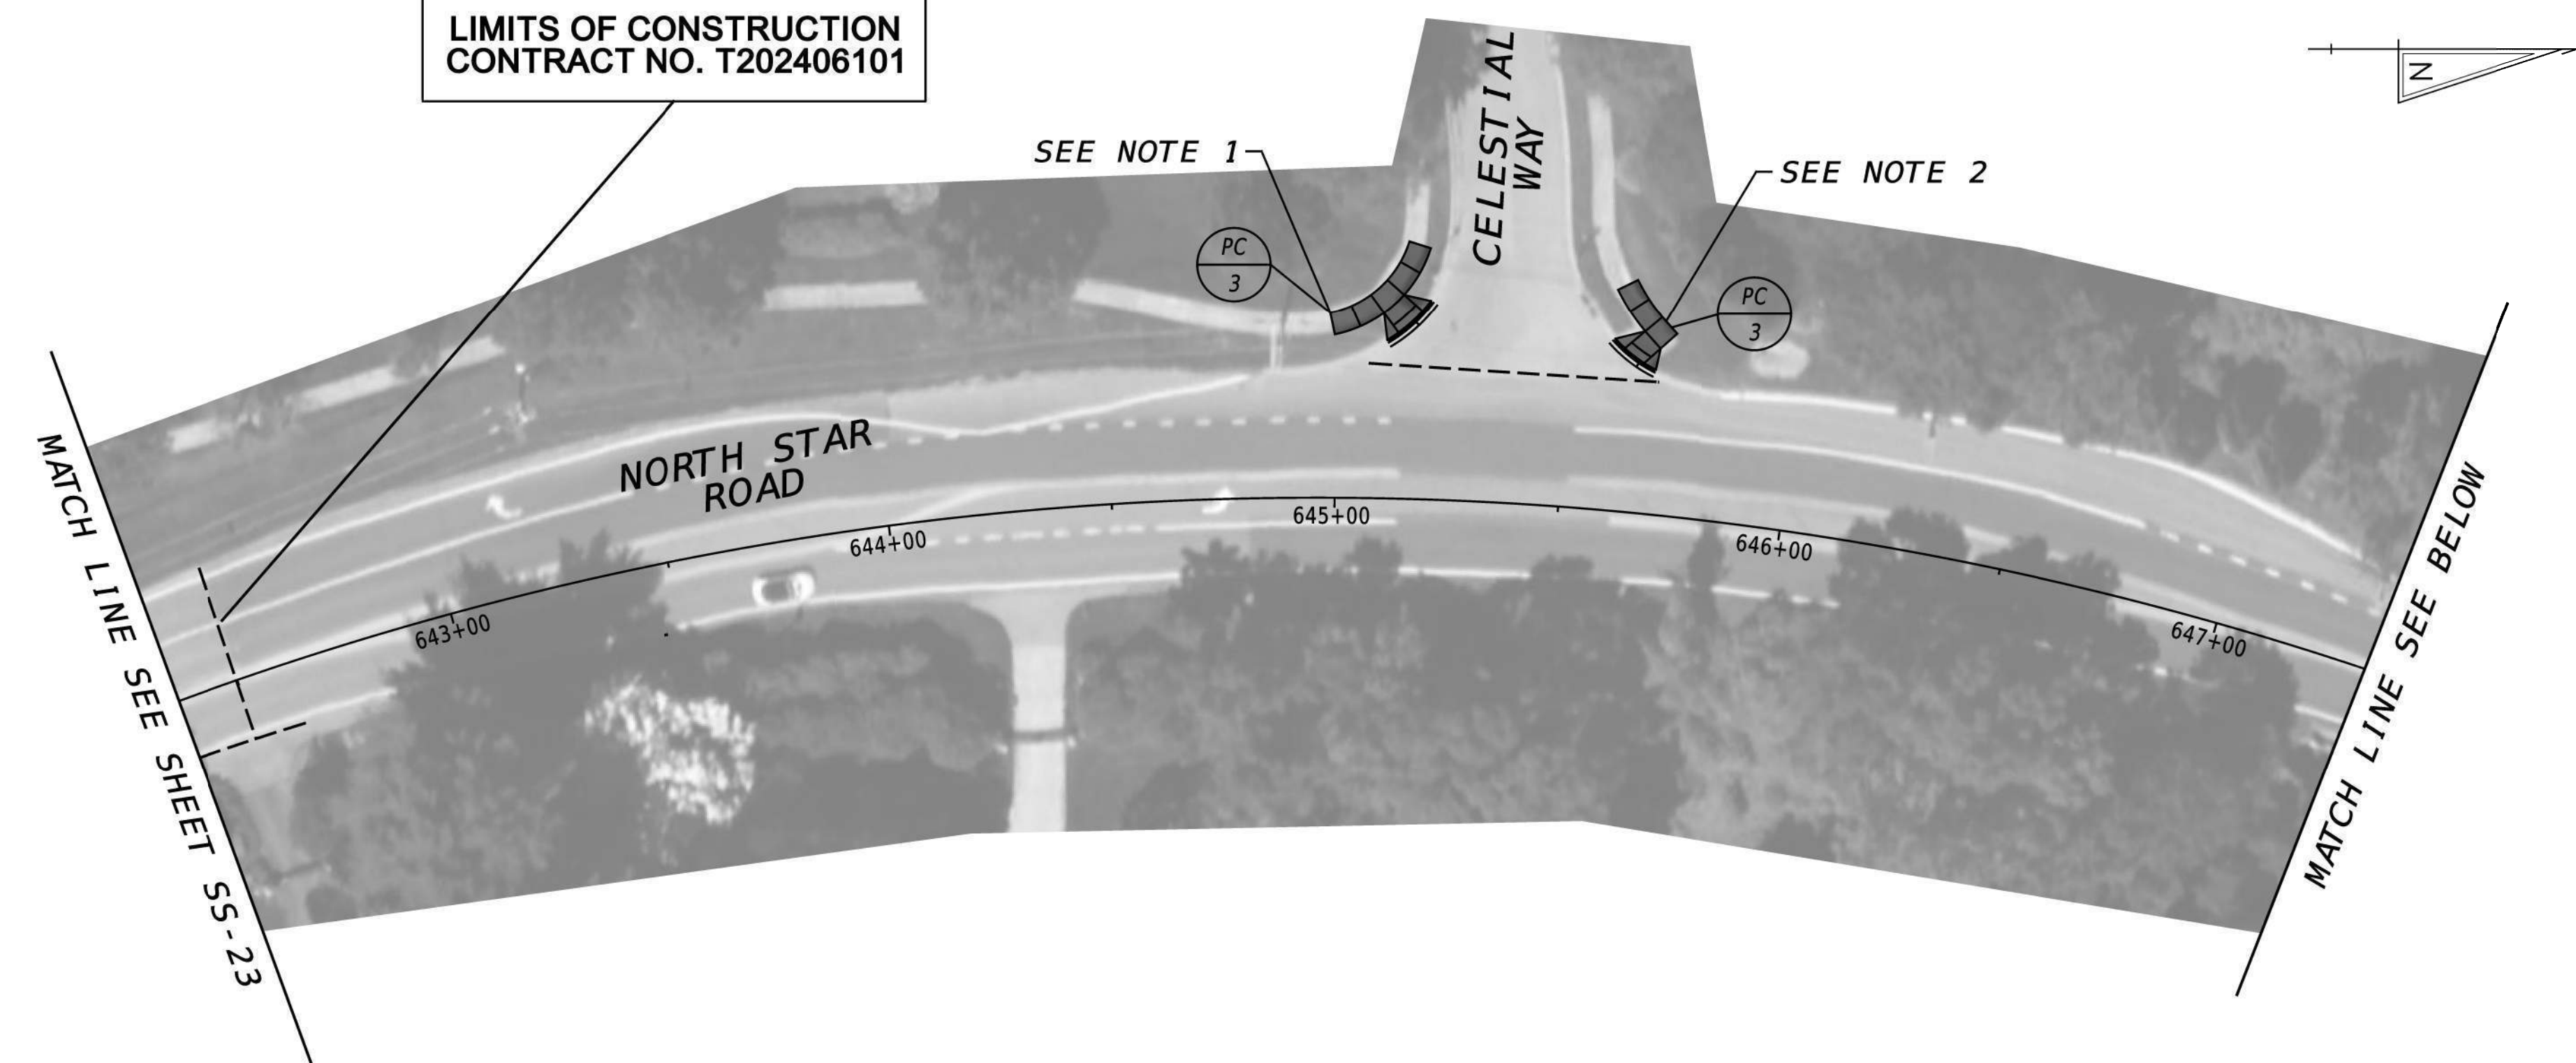 LIMITS OF CONSTRUCTION
CONTRACT NO. T202406101
N
SEE NOTE 1
CELESTIAL
WAY
SEE NOTE 2
PC
3
PC
3
NORTH STAR
ROAD
643+00
644+00
645+00
646+00
647+00
MATCH LINE SEE SHEET SS-23
MATCH LINE SEE BELOW